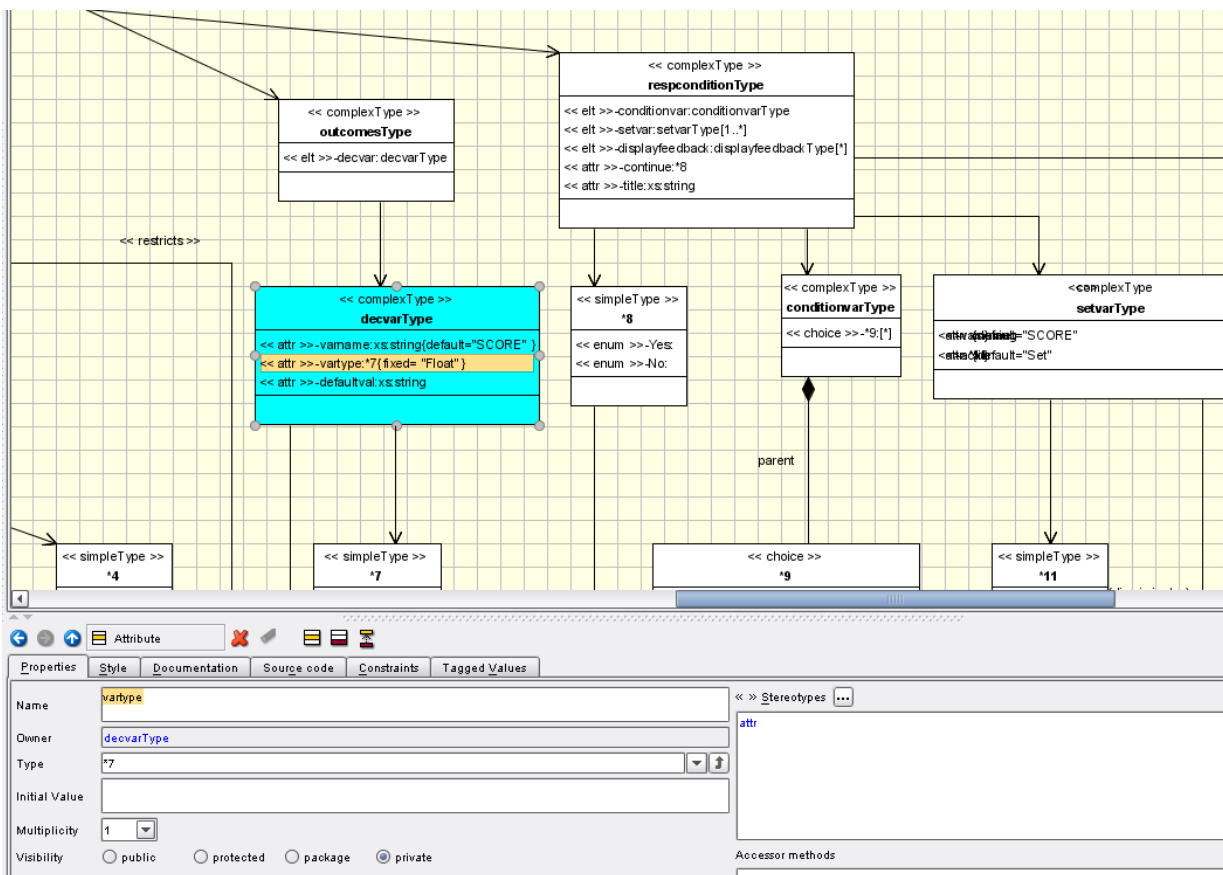 << complexType >>
respconditionType
<< elt >>-conditionvar:conditionvarType
<< elt >>-setvar:setvarType[1..*]
<< elt >>-displayfeedback:displayfeedbackType[*]
<< attr >>-continue:*8
<< attr >>-title:xs:string
<< complexType >>
outcomesType
<< elt >>-decvar:decvarType
<< restricts >>
<< complexType >>
decvarType
<< attr >>-varname:xs:string{default="SCORE" }
<< attr >>-vartype:*7{fixed= "Float" }
<< attr >>-defaultval:xs:string
<< simpleType >>
*8
<< enum >>-Yes:
<< enum >>-No:
<< complexType >>
conditionvarType
<< choice >>-*9:[*]
complexType
setvarType
="SCORE"
default="Set"
parent
<< simpleType >>
*4
<< simpleType >>
*7
<< choice >>
*9
<< simpleType >>
*11
Attribute
Properties
Style
Documentation
Source code
Constraints
Tagged Values
Name
vartype
Owner
decvarType
Type
*7
Initial Value
Multiplicity
1
Visibility
public
protected
package
private
« » Stereotypes
...
attr
Accessor methods